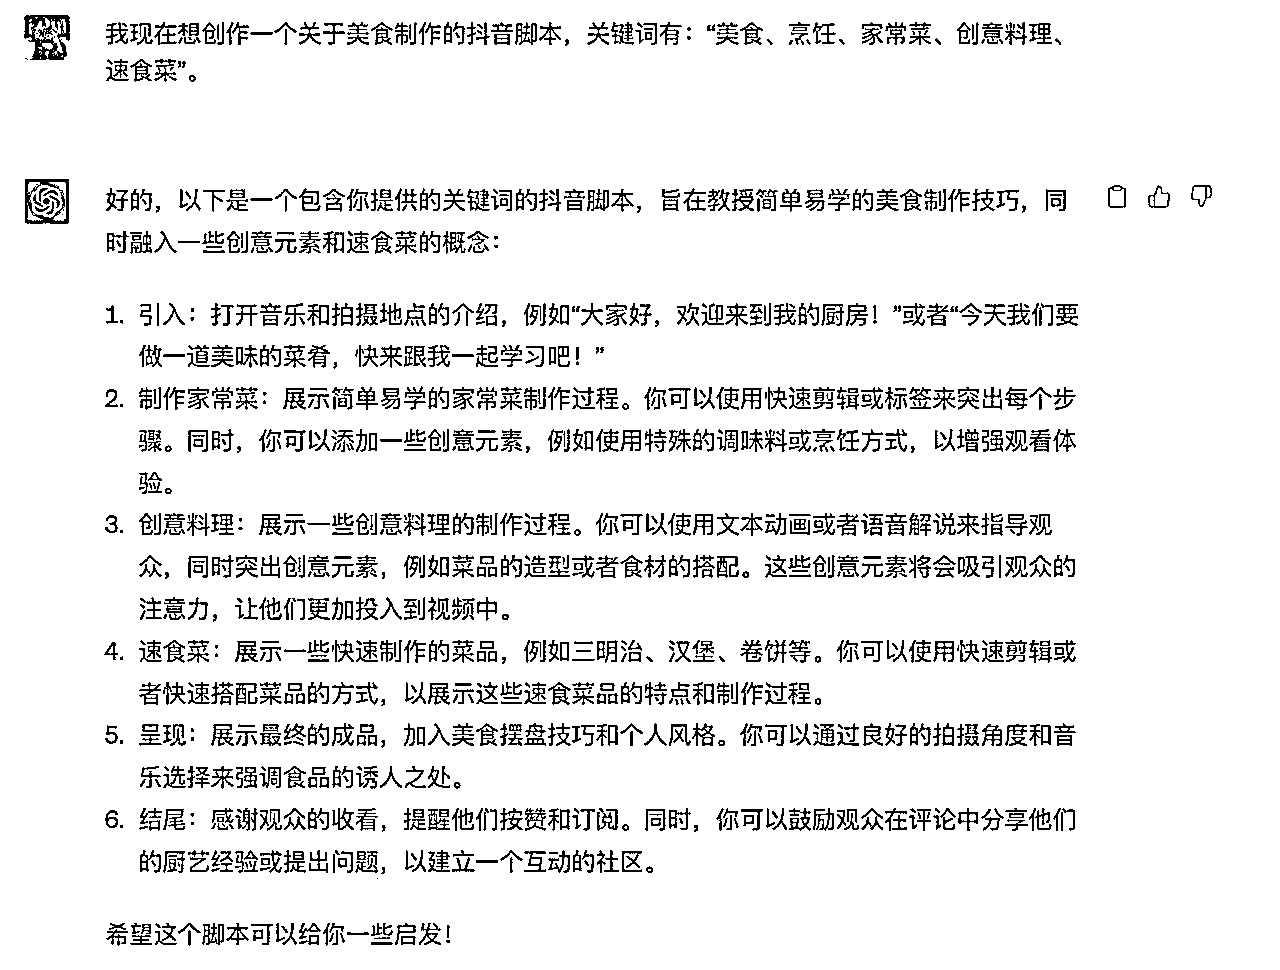 我现在想创作一个关于美食制作的抖音脚本，关键词有：“美食、烹饪、家常菜、创意料理、
速食菜”。
好的，以下是一个包含你提供的关键词的抖音脚本，旨在教授简单易学的美食制作技巧，同
时融入一些创意元素和速食菜的概念：
1. 引入：打开音乐和拍摄地点的介绍，例如“大家好，欢迎来到我的厨房！”或者“今天我们要
做一道美味的菜肴，快来跟我一起学习吧！”
2. 制作家常菜：展示简单易学的家常菜制作过程。你可以使用快速剪辑或标签来突出每个步
骤。同时，你可以添加一些创意元素，例如使用特殊的调味料或烹饪方式，以增强观看体
验。
3. 创意料理：展示一些创意料理的制作过程。你可以使用文本动画或者语音解说来指导观
众，同时突出创意元素，例如菜品的造型或者食材的搭配。这些创意元素将会吸引观众的
注意力，让他们更加投入到视频中。
4. 速食菜：展示一些快速制作的菜品，例如三明治、汉堡、卷饼等。你可以使用快速剪辑或
者快速搭配菜品的方式，以展示这些速食菜品的特点和制作过程。
5. 呈现：展示最终的成品，加入美食摆盘技巧和个人风格。你可以通过良好的拍摄角度和音
乐选择来强调食品的诱人之处。
6. 结尾：感谢观众的收看，提醒他们按赞和订阅。同时，你可以鼓励观众在评论中分享他们
的厨艺经验或提出问题，以建立一个互动的社区。
希望这个脚本可以给你一些启发！